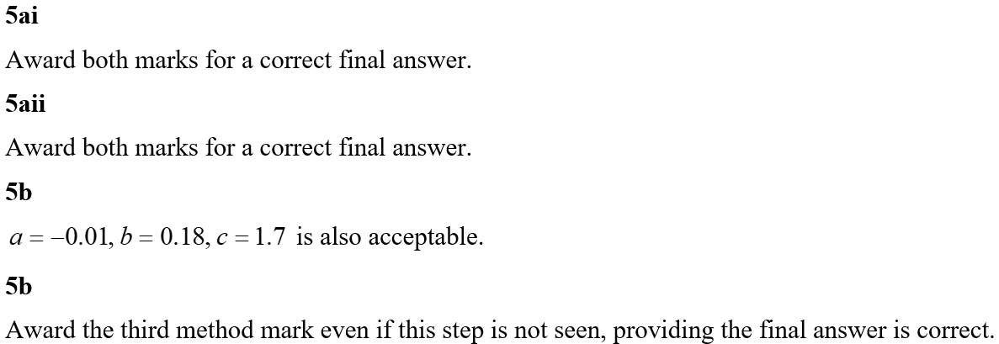 5ai
Award both marks for a correct final answer.
5aii
Award both marks for a correct final answer.
5b
a = –0.01, b = 0.18, c = 1.7 is also acceptable.
5b
Award the third method mark even if this step is not seen, providing the final answer is correct.